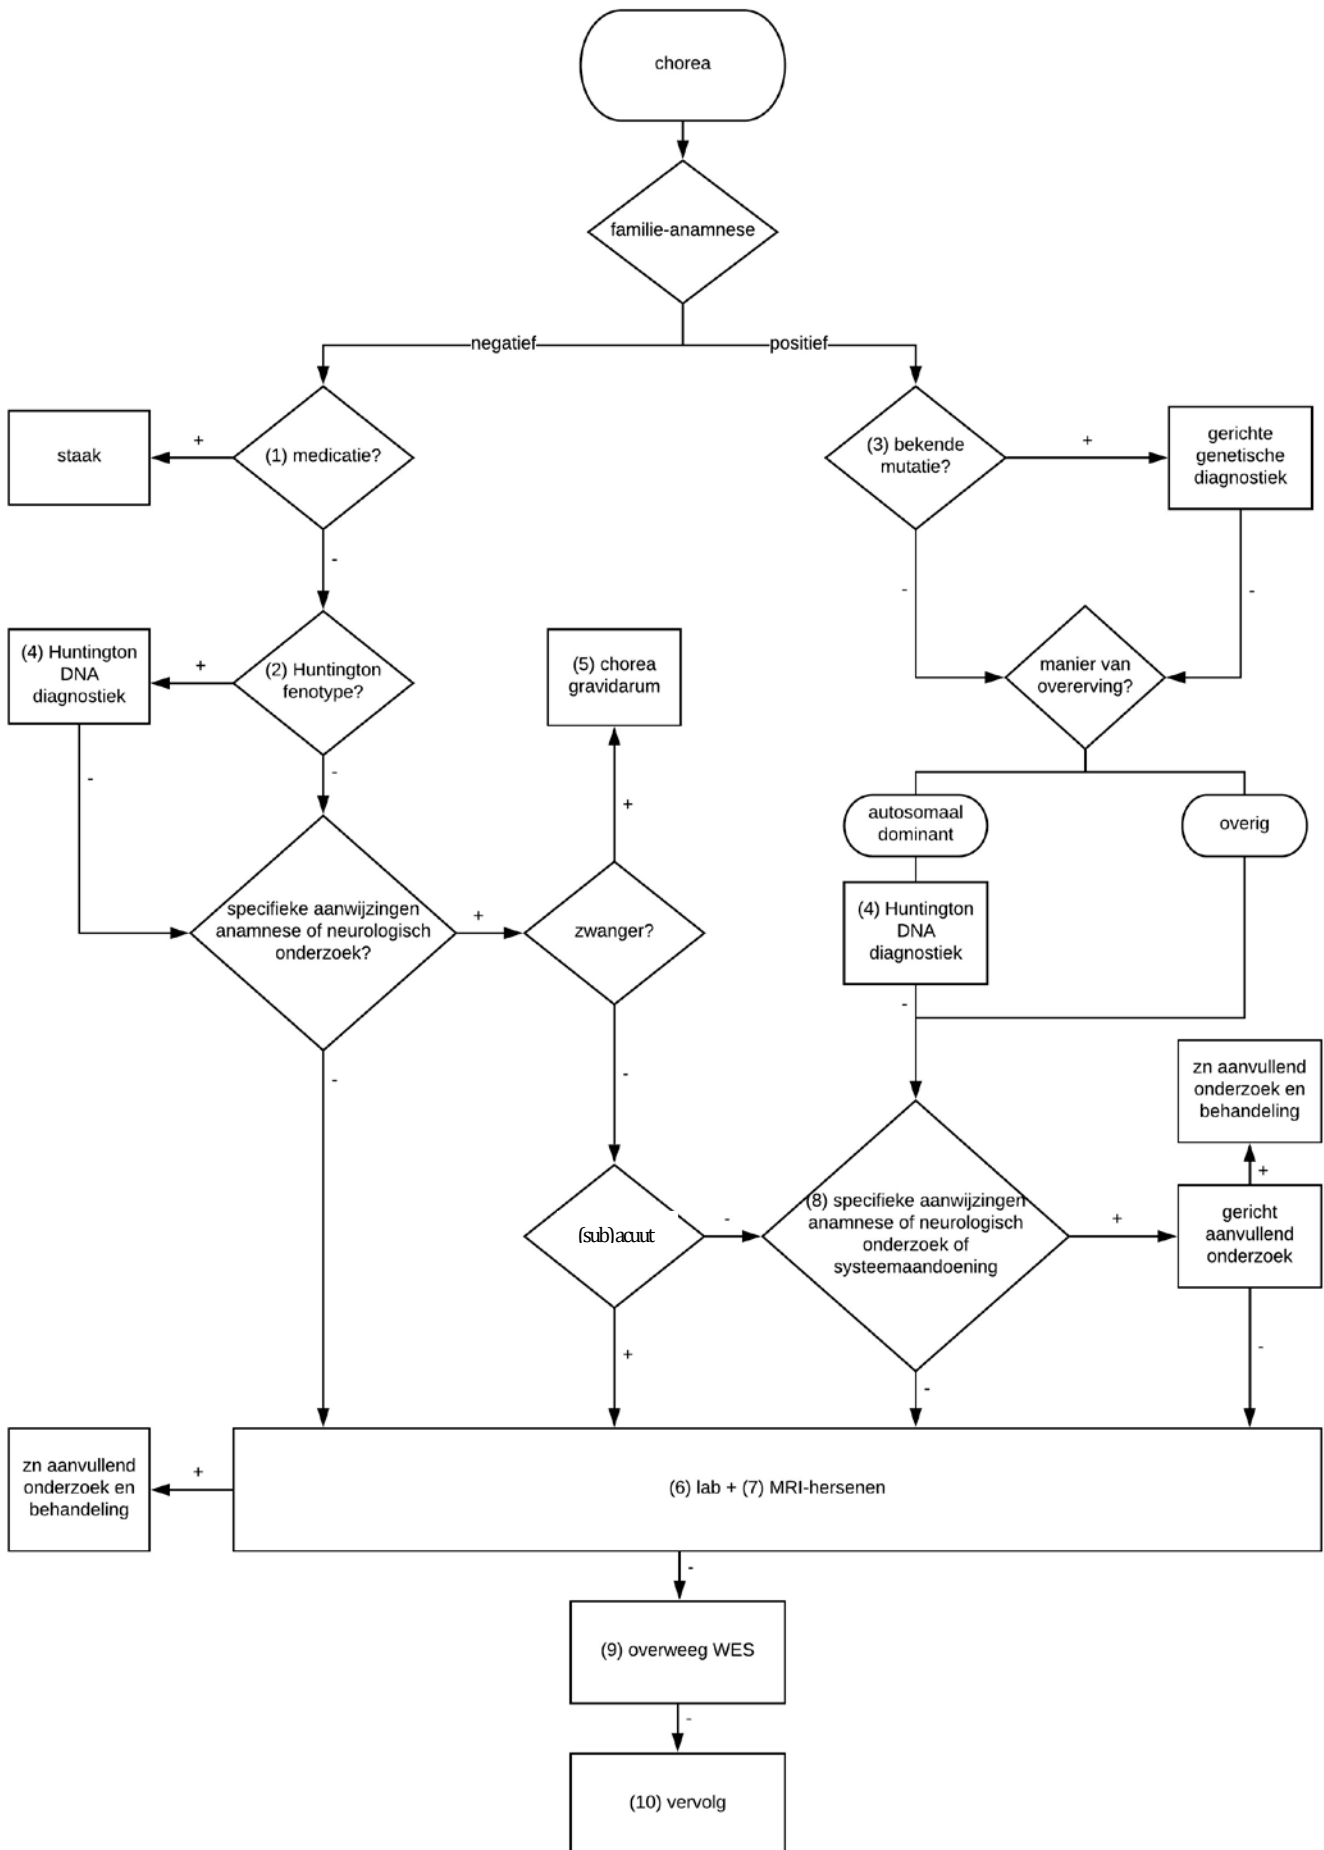 chorea
familie-anamnese
negatief
positief
staak
+
(1) medicatie?
(3) bekende
mutatie?
+
gerichte
genetische
diagnostiek
-
-
-
(4) Huntington
DNA
diagnostiek
+
(2) Huntington
fenotype?
(5) chorea
gravidarum
manier van
overerving?
-
-
+
autosomaal
dominant
overig
specifieke aanwijzingen
anamnese of neurologisch
onderzoek?
+
zwanger?
(4) Huntington
DNA
diagnostiek
-
-
-
zn aanvullend
onderzoek en
behandeling
+
(sub)acuut
-
(8) specifieke aanwijzingen
anamnese of neurologisch
onderzoek of
systeemaandoening
+
gericht
aanvullend
onderzoek
+
-
-
zn aanvullend
onderzoek en
behandeling
+
(6) lab + (7) MRI-hersenen
-
(9) overweeg WES
-
(10) vervolg